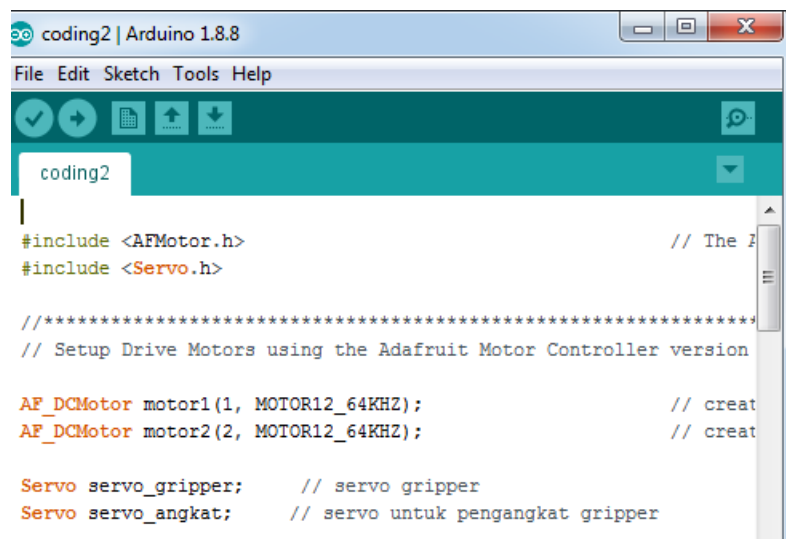 coding2 | Arduino 1.8.8
File Edit Sketch Tools Help
coding2
#include <AFMotor.h> // The
#include <Servo.h>
//****************************************************************
// Setup Drive Motors using the Adafruit Motor Controller version
AF_DCMotor motor1(1, MOTOR12_64KHZ); // creat
AF_DCMotor motor2(2, MOTOR12_64KHZ); // creat
Servo servo_gripper; // servo gripper
Servo servo_angkat; // servo untuk pengangkat gripper